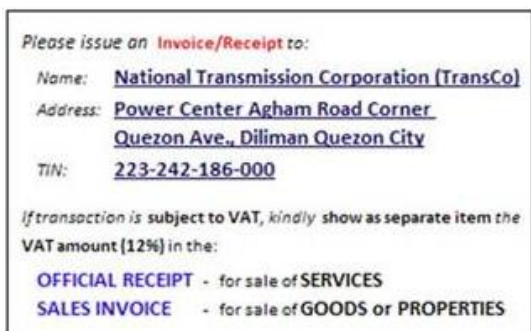 Please issue an Invoice/Receipt to:
Name: National Transmission Corporation (TransCo)
Address: Power Center Agham Road Corner
Quezon Ave., Diliman Quezon City
TIN: 223-242-186-000
If transaction is subject to VAT, kindly show as separate item the
VAT amount (12%) in the:
OFFICIAL RECEIPT - for sale of SERVICES
SALES INVOICE - for sale of GOODS or PROPERTIES